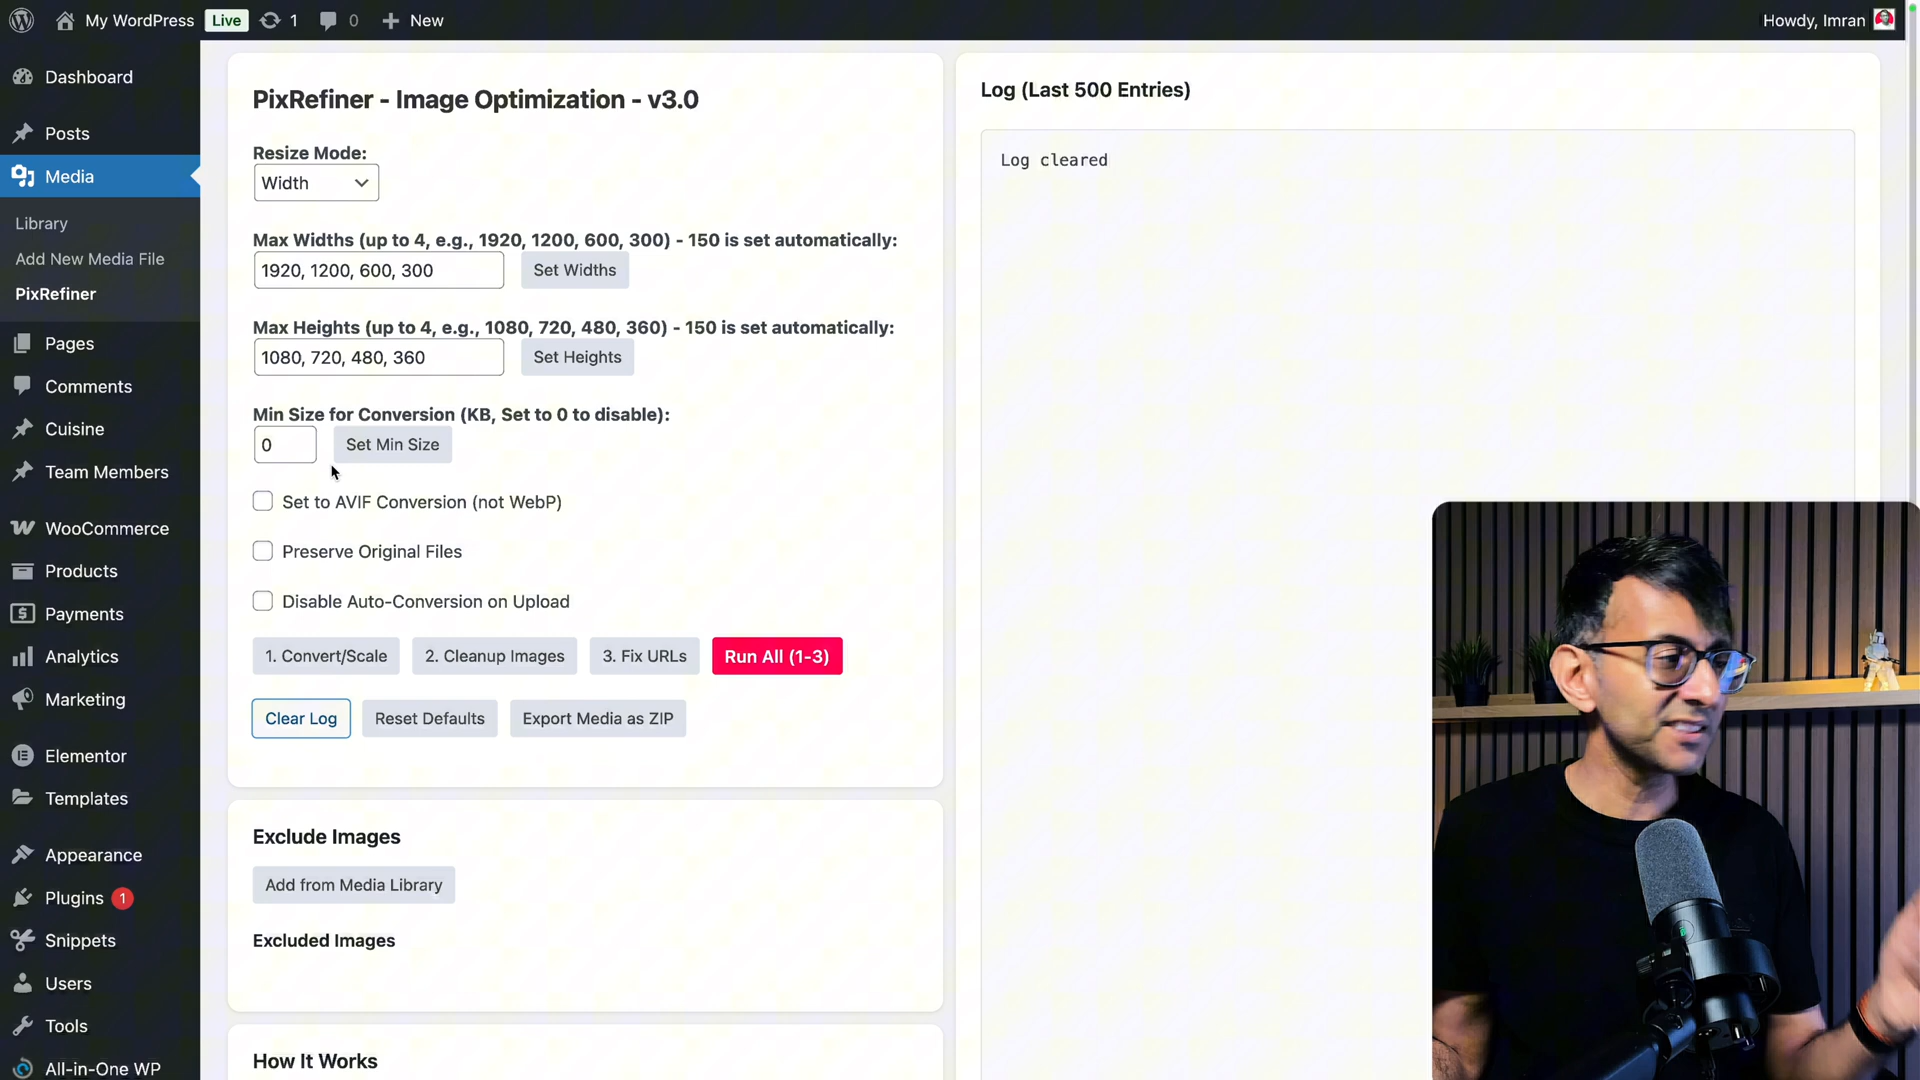 My WordPress Live 1 0 New
Howdy, Imran
Dashboard
Posts
Media
Library
Add New Media File
PixRefiner
Pages
Comments
Cuisine
Team Members
WooCommerce
Products
Payments
Analytics
Marketing
Elementor
Templates
Appearance
Plugins 1
Snippets
Users
Tools
All-in-One WP
PixRefiner - Image Optimization - v3.0
Resize Mode:
Width
Max Widths (up to 4, e.g., 1920, 1200, 600, 300) - 150 is set automatically:
1920, 1200, 600, 300 Set Widths
Max Heights (up to 4, e.g., 1080, 720, 480, 360) - 150 is set automatically:
1080, 720, 480, 360 Set Heights
Min Size for Conversion (KB, Set to 0 to disable):
0 Set Min Size
Set to AVIF Conversion (not WebP)
Preserve Original Files
Disable Auto-Conversion on Upload
1. Convert/Scale 2. Cleanup Images 3. Fix URLs Run All (1-3)
Clear Log Reset Defaults Export Media as ZIP
Exclude Images
Add from Media Library
Excluded Images
How It Works
Log (Last 500 Entries)
Log cleared